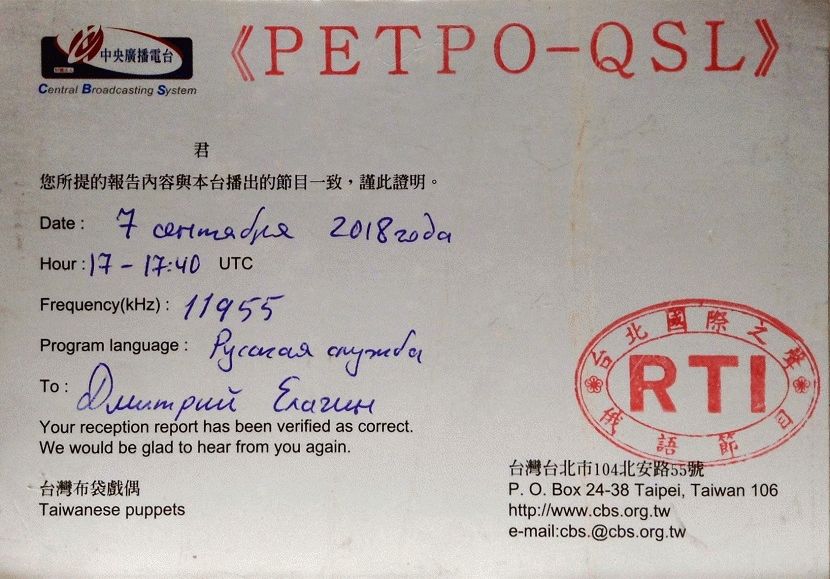 中央廣播電台
Central Broadcasting System
《РЕТРО-QSL》
君
您所提的報告內容與本台播出的節目一致，謹此證明。
Date : 7 сентября 2018 года
Hour : 17 - 17:40 UTC
Frequency(kHz) : 11955
Program language : Русская служба
To : Дмитрий Елагин
Your reception report has been verified as correct.
We would be glad to hear from you again.
台灣布袋戲偶
Taiwanese puppets
台北國際之聲
RTI
俄語節目
台灣台北市104北安路55號
P. O. Box 24-38 Taipei, Taiwan 106
http://www.cbs.org.tw
e-mail:cbs.@cbs.org.tw